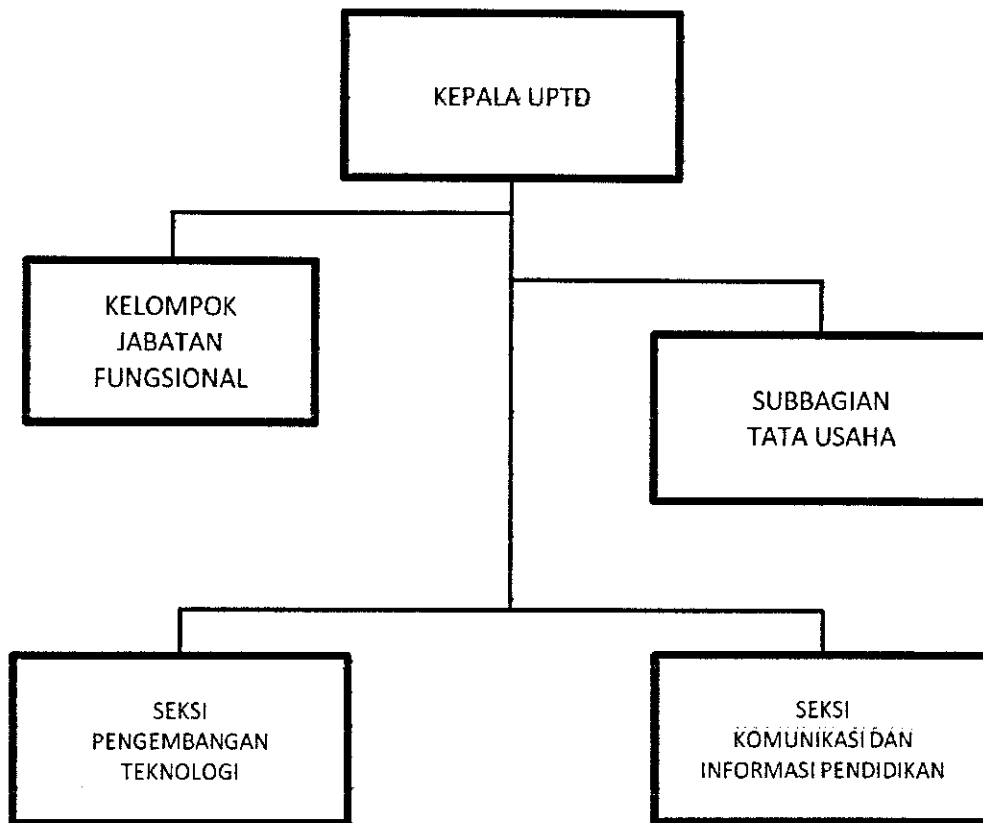 KEPALA UPTD
KELOMPOK
JABATAN
FUNGSIONAL
SUBBAGIAN
TATA USAHA
SEKSI
PENGEMBANGAN
TEKNOLOGI
SEKSI
KOMUNIKASI DAN
INFORMASI PENDIDIKAN